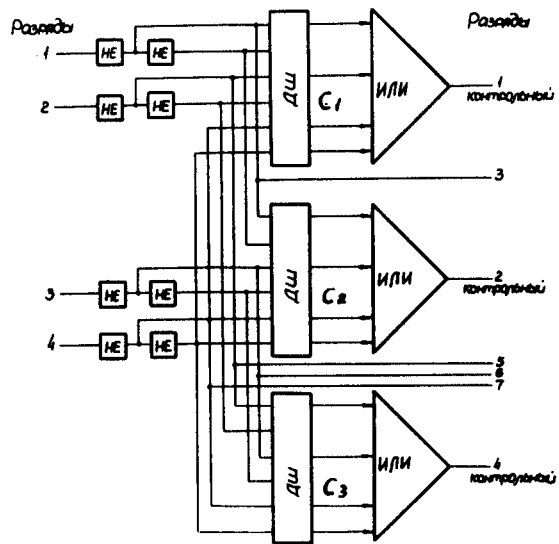 Разряды
Разряды
1
НЕ
НЕ
2
НЕ
НЕ
ДШ
C1
ИЛИ
1
контрольный
3
3
НЕ
НЕ
4
НЕ
НЕ
ДШ
C2
ИЛИ
2
контрольный
5
6
7
ДШ
C3
ИЛИ
4
контрольный